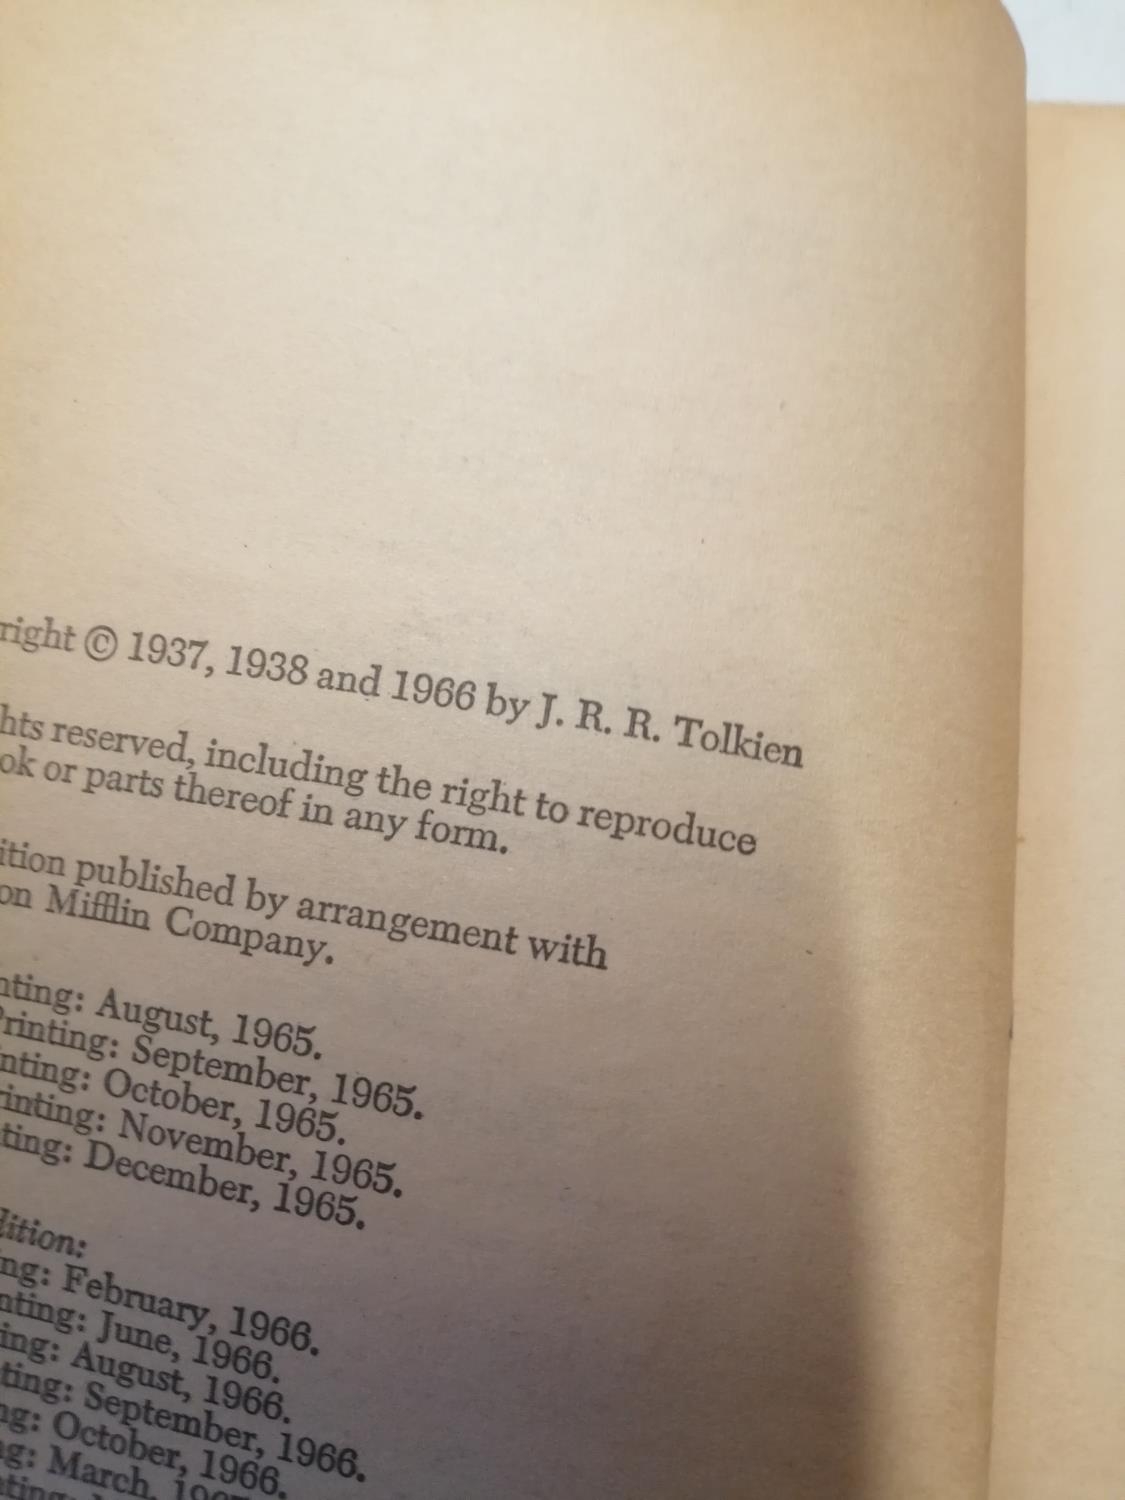 right © 1937, 1938 and 1966 by J. R. R. Tolkien
hts reserved, including the right to reproduce
ok or parts thereof in any form.
ition published by arrangement with
on Mifflin Company.
nting: August, 1965.
Printing: September, 1965.
inting: October, 1965.
rinting: November, 1965.
ting: December, 1965.
dition:
ng: February, 1966.
nting: June, 1966.
ing: August, 1966.
ting: September, 1966.
ng: October, 1966.
ng: March,